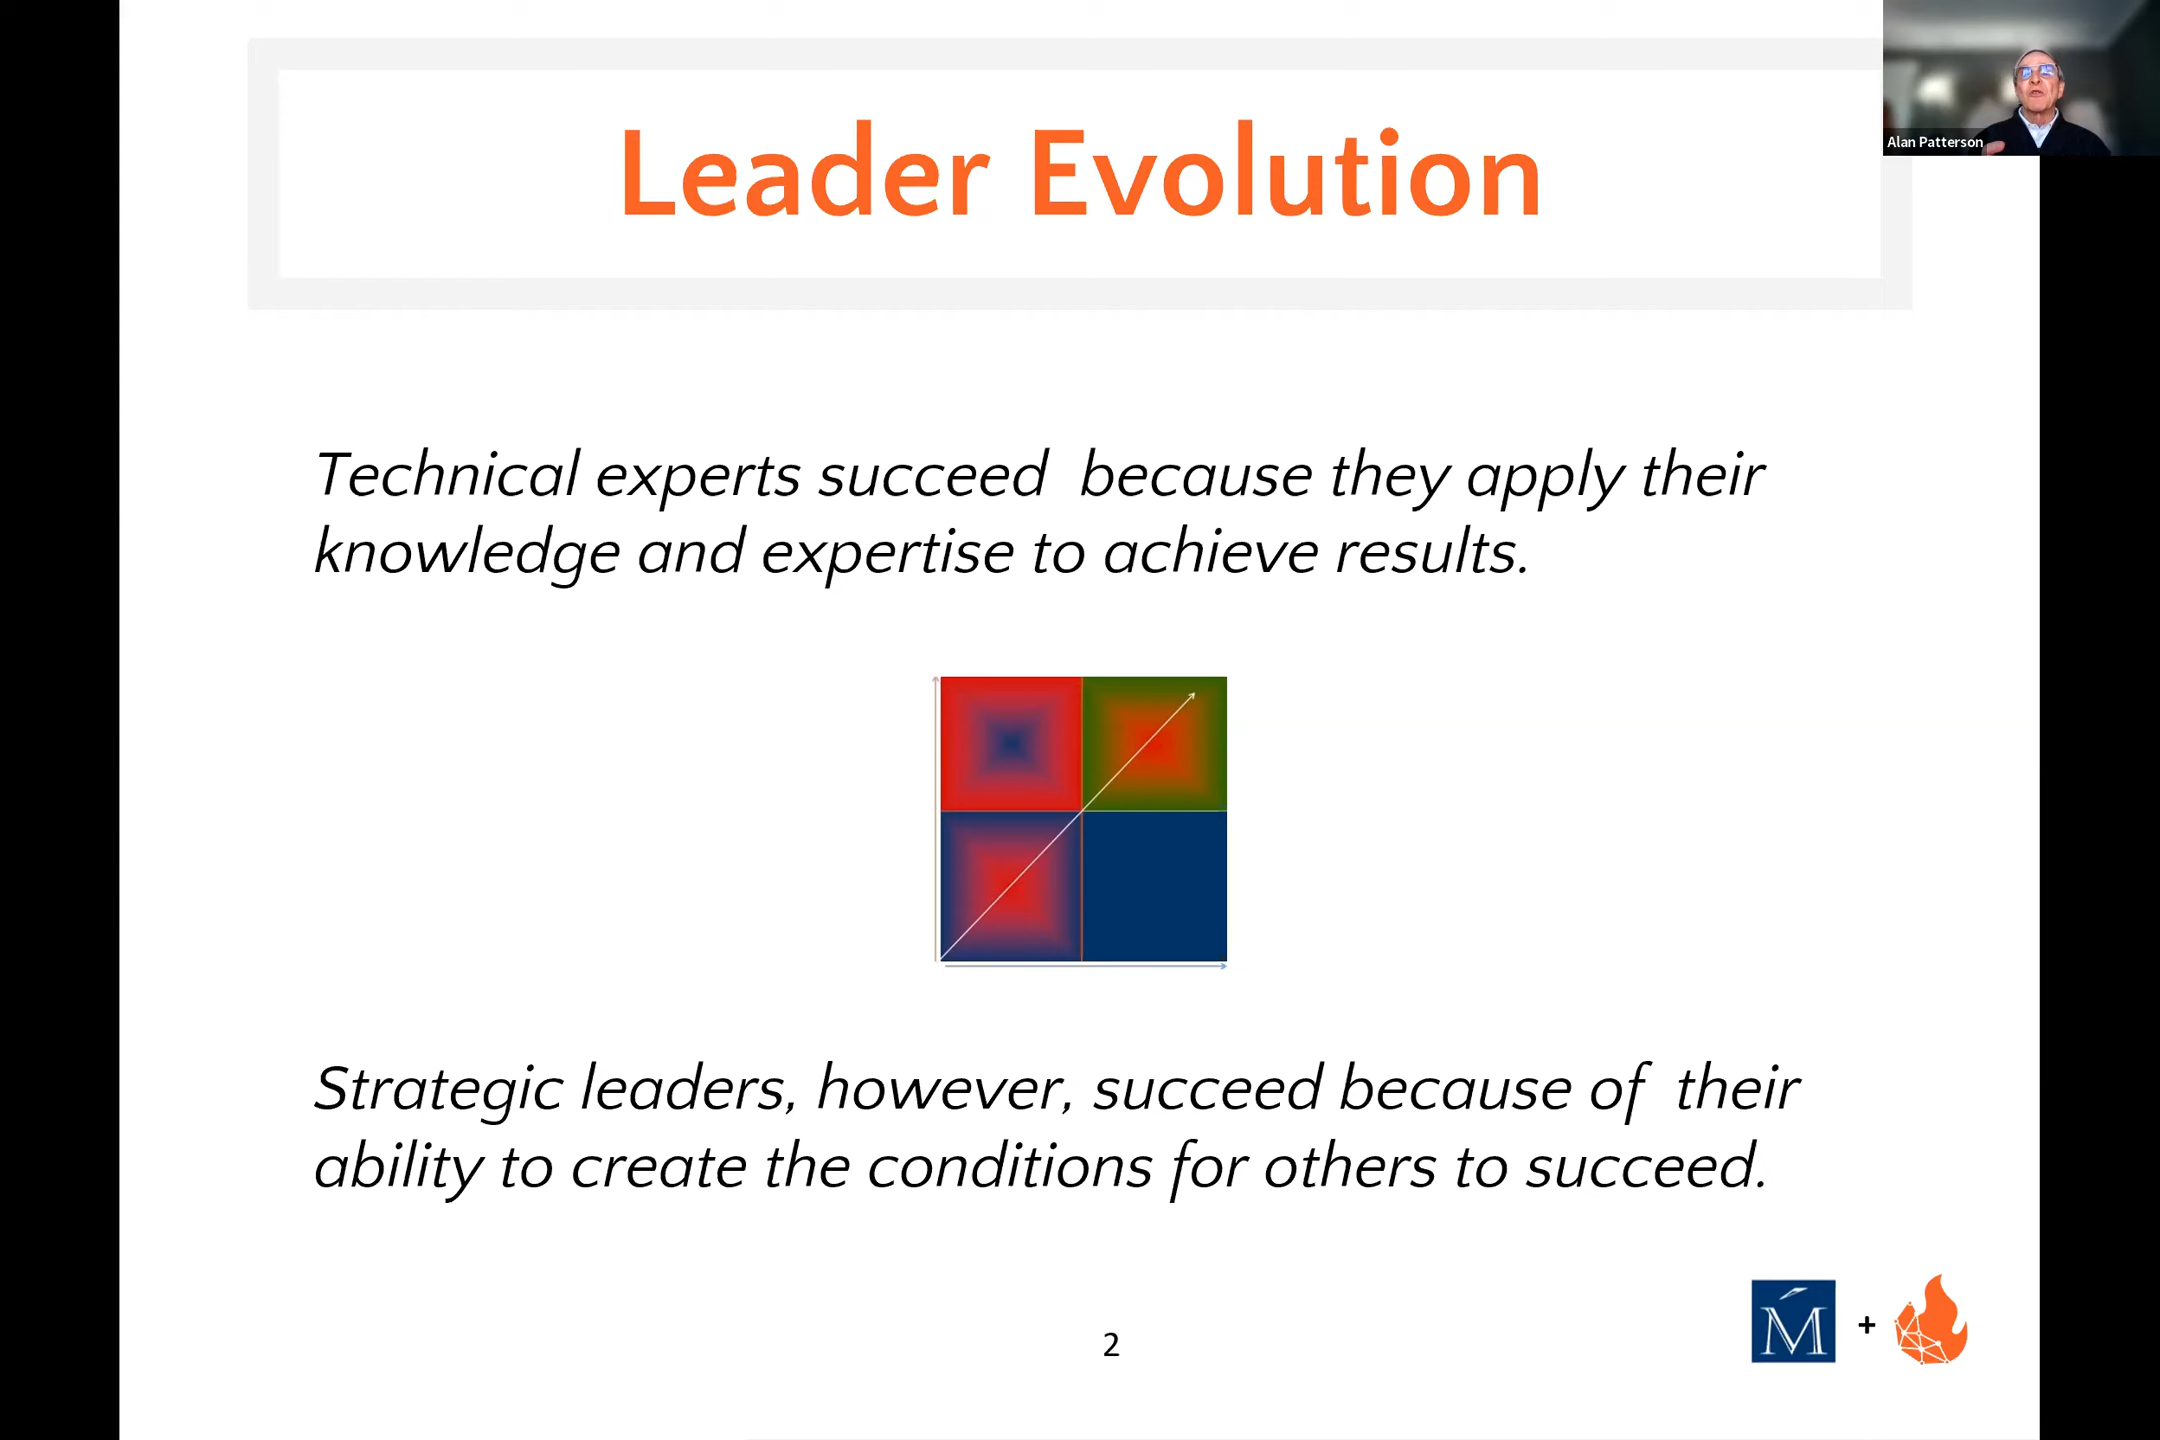 Leader Evolution
Alan Patterson
Technical experts succeed  because they apply their
knowledge and expertise to achieve results.
Strategic leaders, however, succeed because of  their
ability to create the conditions for others to succeed.
2
M +